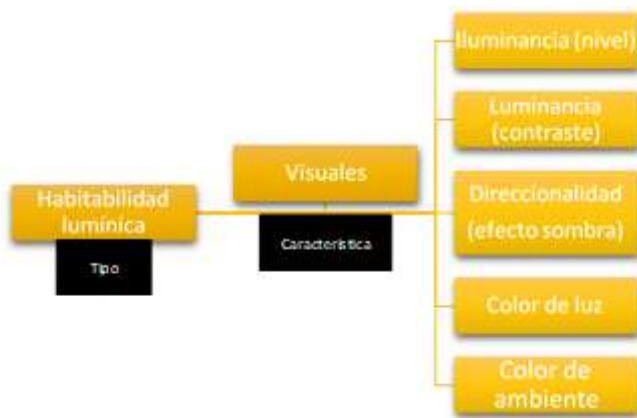 Habitabilidad
lumínica
Tipo
Visuales
Característica
Iluminancia (nivel)
Luminancia
(contraste)
Direccionalidad
(efecto sombra)
Color de luz
Color de
ambiente